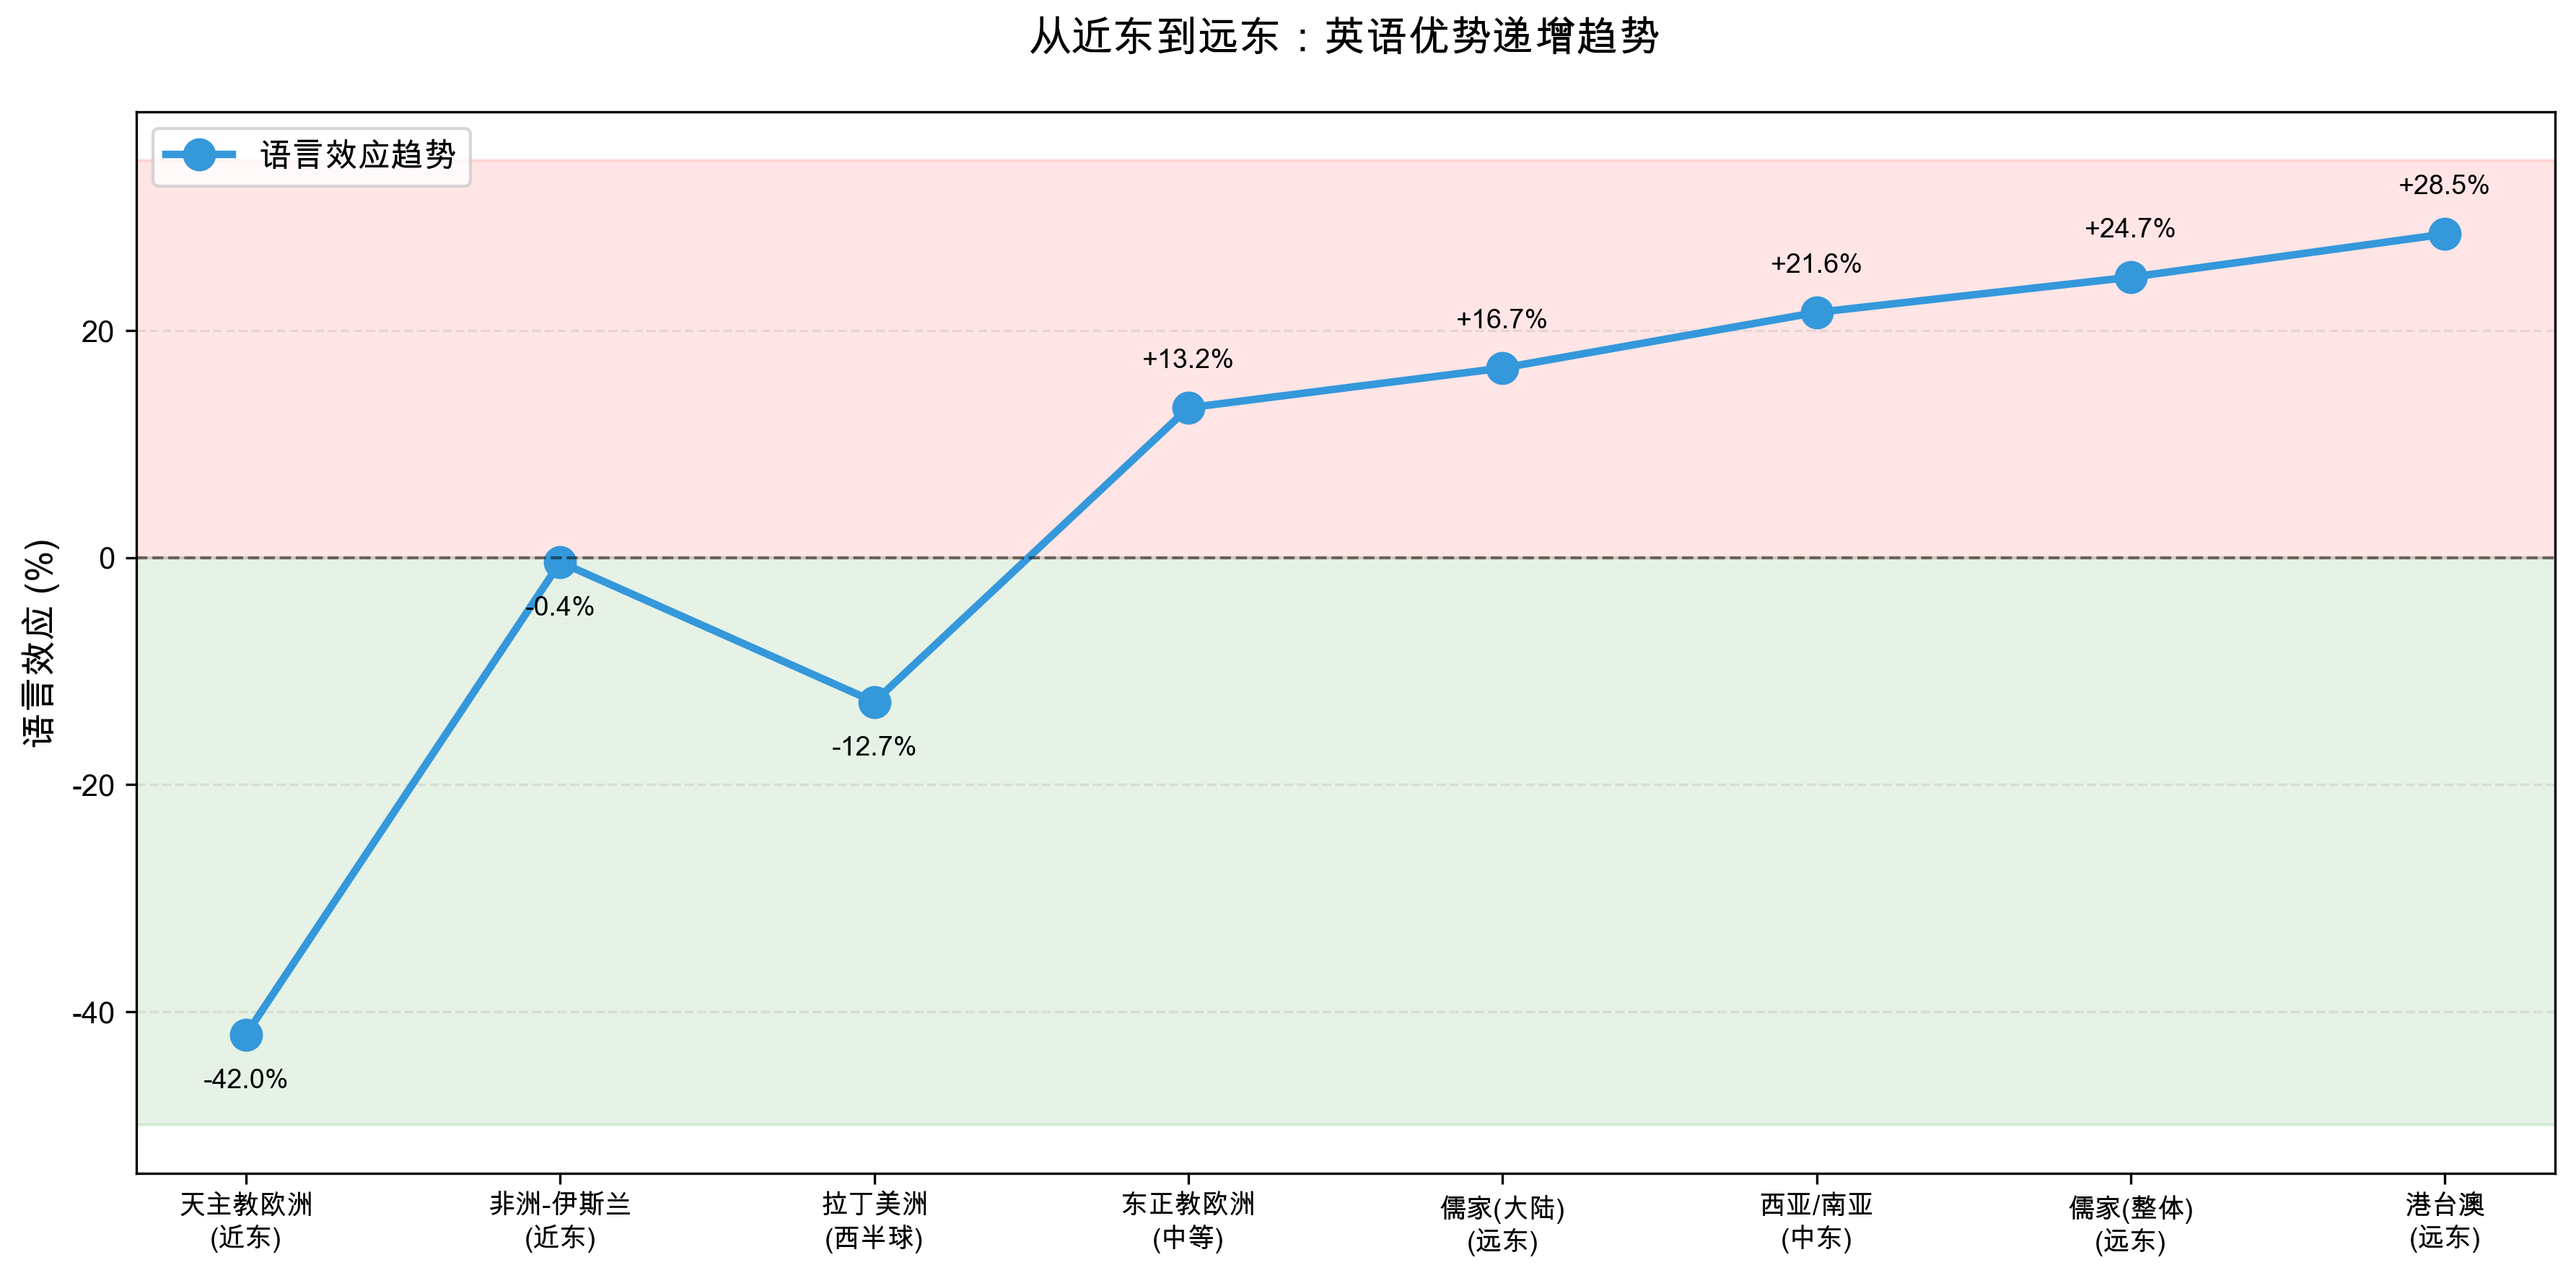 从近东到远东：英语优势递增趋势
语言效应趋势
语言效应 (%)
20
0
-20
-40
-42.0%
-0.4%
-12.7%
+13.2%
+16.7%
+21.6%
+24.7%
+28.5%
天主教欧洲
(近东)
非洲-伊斯兰
(近东)
拉丁美洲
(西半球)
东正教欧洲
(中等)
儒家(大陆)
(远东)
西亚/南亚
(中东)
儒家(整体)
(远东)
港台澳
(远东)